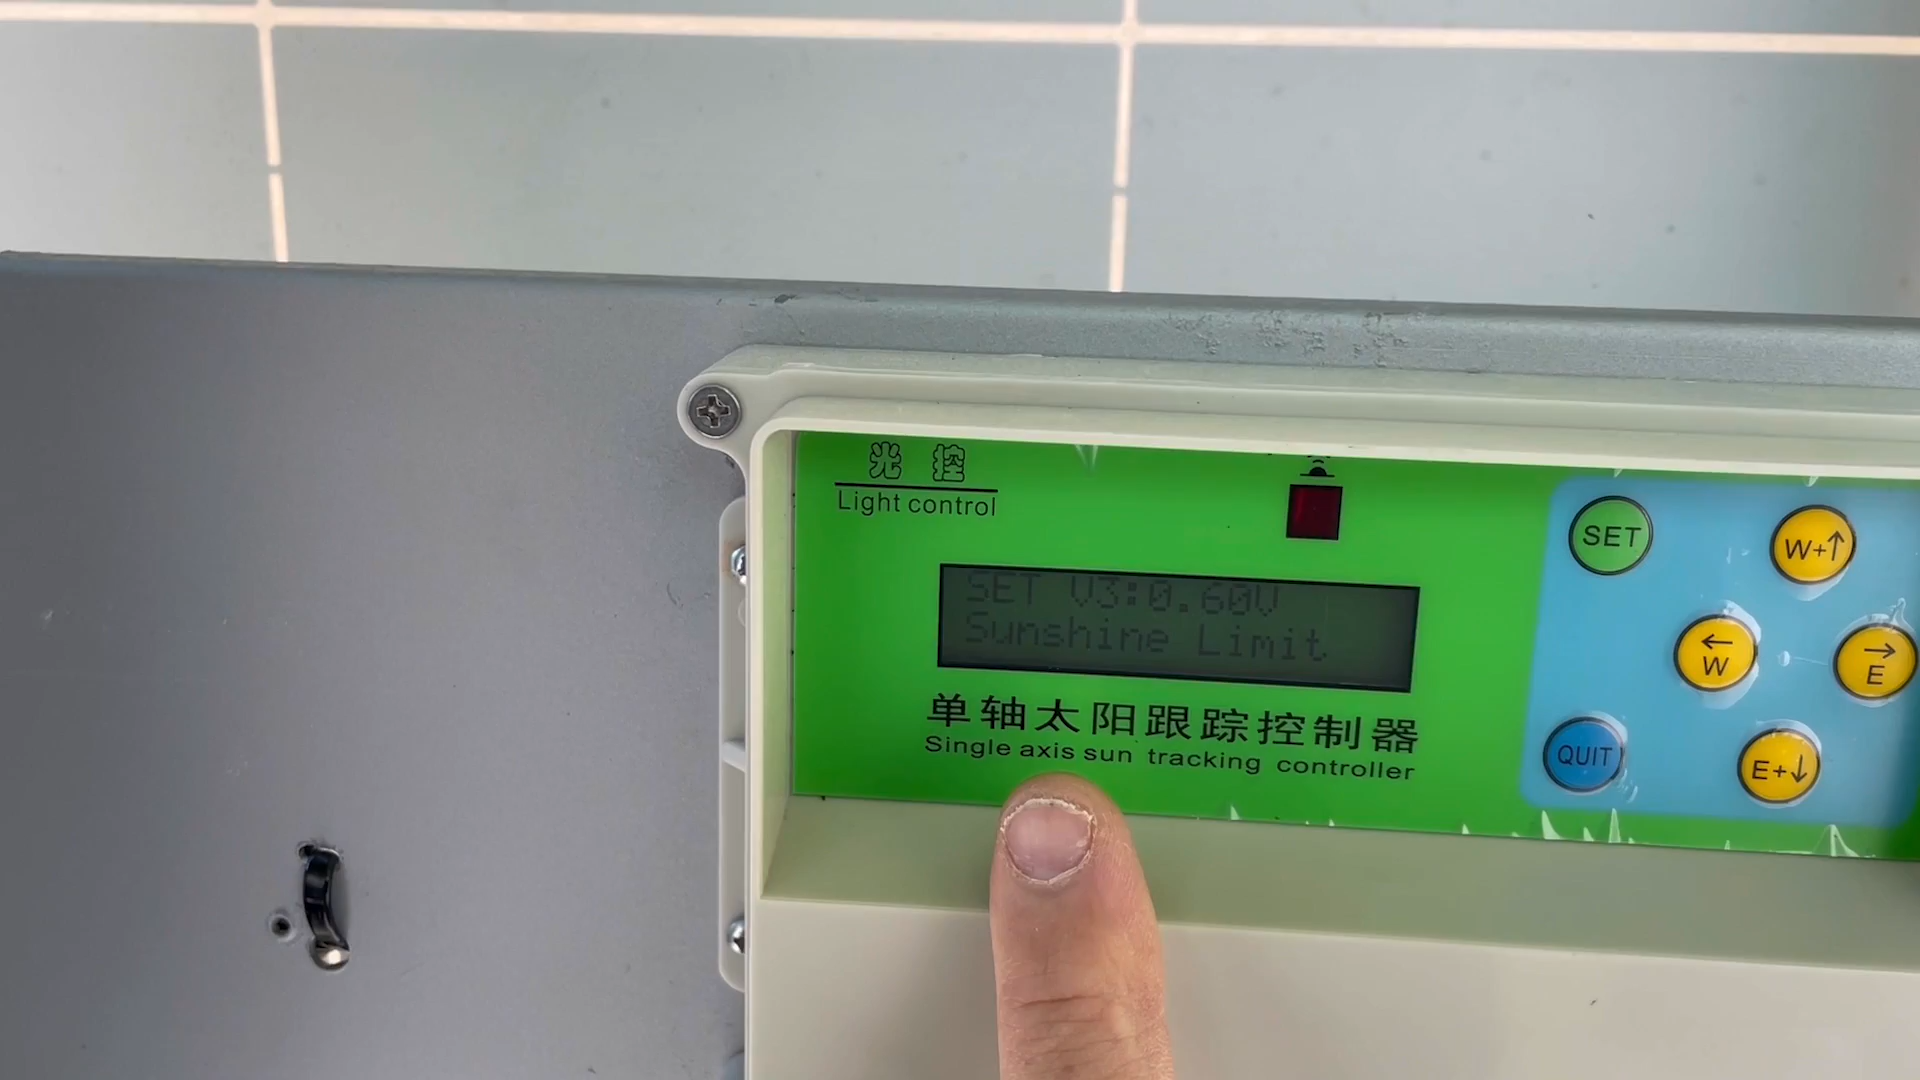 光控
Light control
SET V3:0.60V
Sunshine Limit
单轴太阳跟踪控制器
Single axis sun tracking controller
SET
W+↑
←
W
→
E
QUIT
E+↓